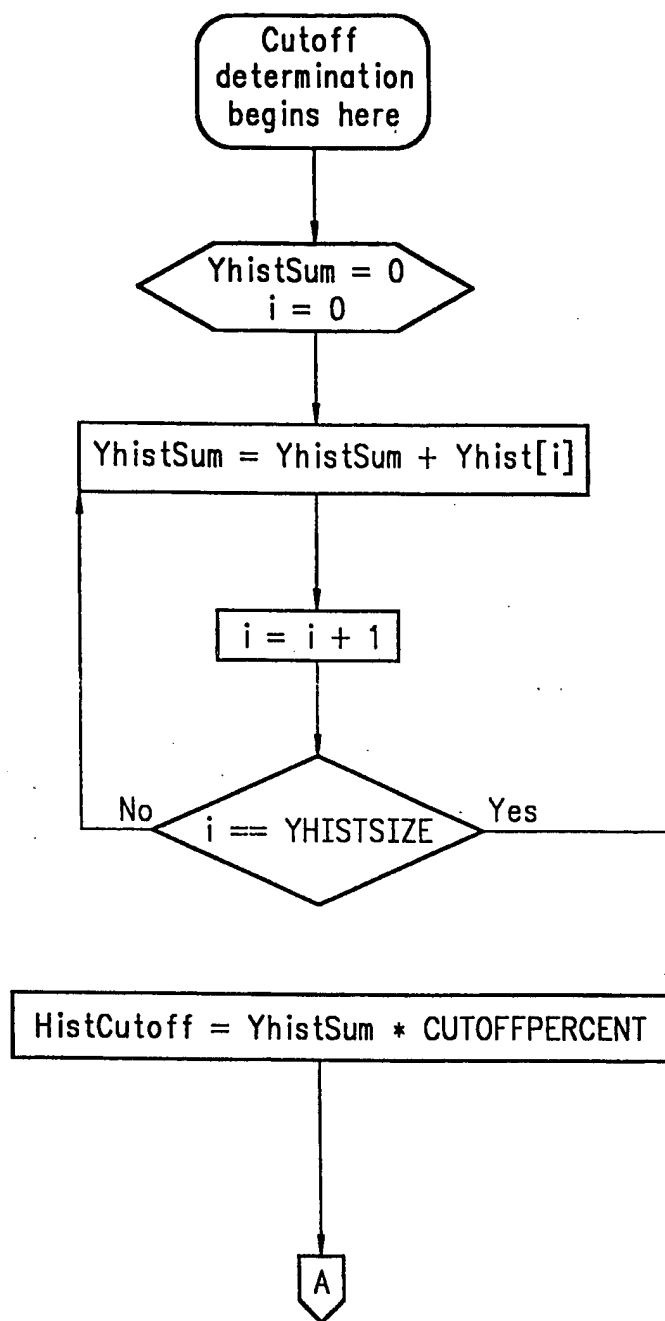 Cutoff
determination
begins here
YhistSum = 0
i = 0
YhistSum = YhistSum + Yhist[i]
i = i + 1
i == YHISTSIZE
No
Yes
HistCutoff = YhistSum * CUTOFFPERCENT
A